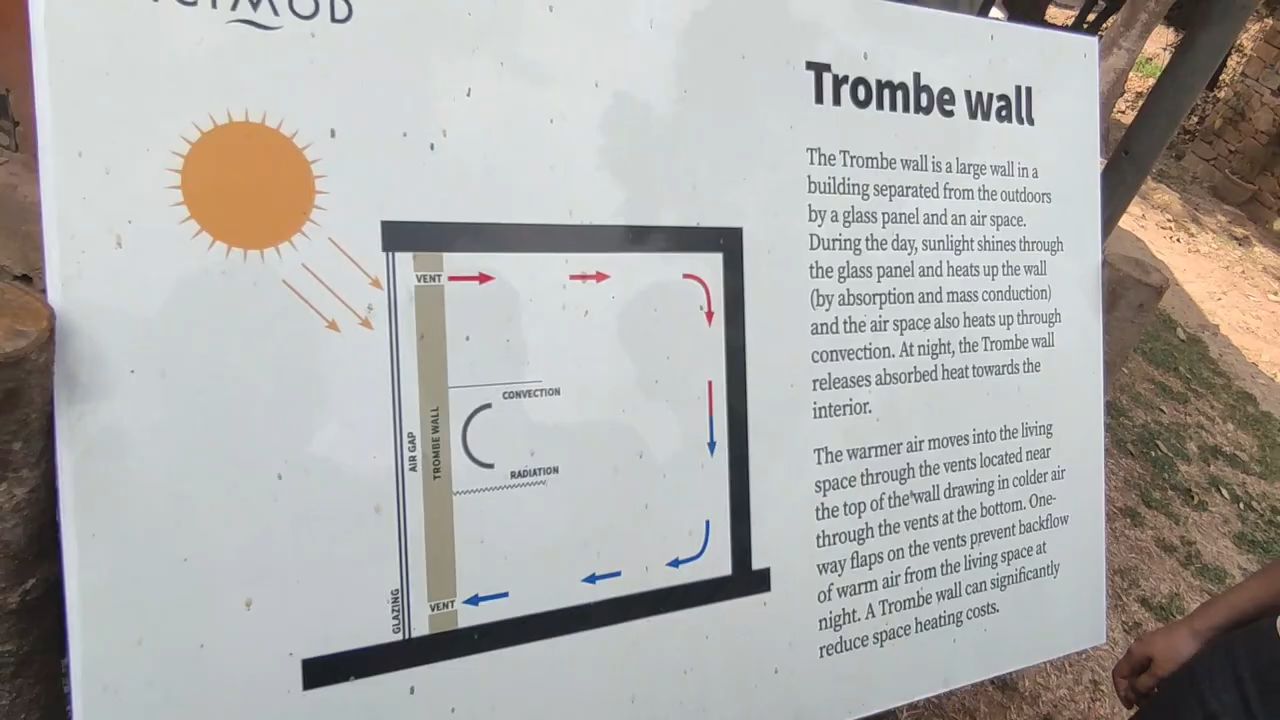 Trombe wall
The Trombe wall is a large wall in a
building separated from the outdoors
by a glass panel and an air space.
During the day, sunlight shines through
the glass panel and heats up the wall
(by absorption and mass conduction)
and the air space also heats up through
convection. At night, the Trombe wall
releases absorbed heat towards the
interior.
The warmer air moves into the living
space through the vents located near
the top of the wall drawing in colder air
through the vents at the bottom. One-
way flaps on the vents prevent backflow
of warm air from the living space at
night. A Trombe wall can significantly
reduce space heating costs.
VENT
CONVECTION
AIR GAP
TROMBE WALL
RADIATION
GLAZING
VENT